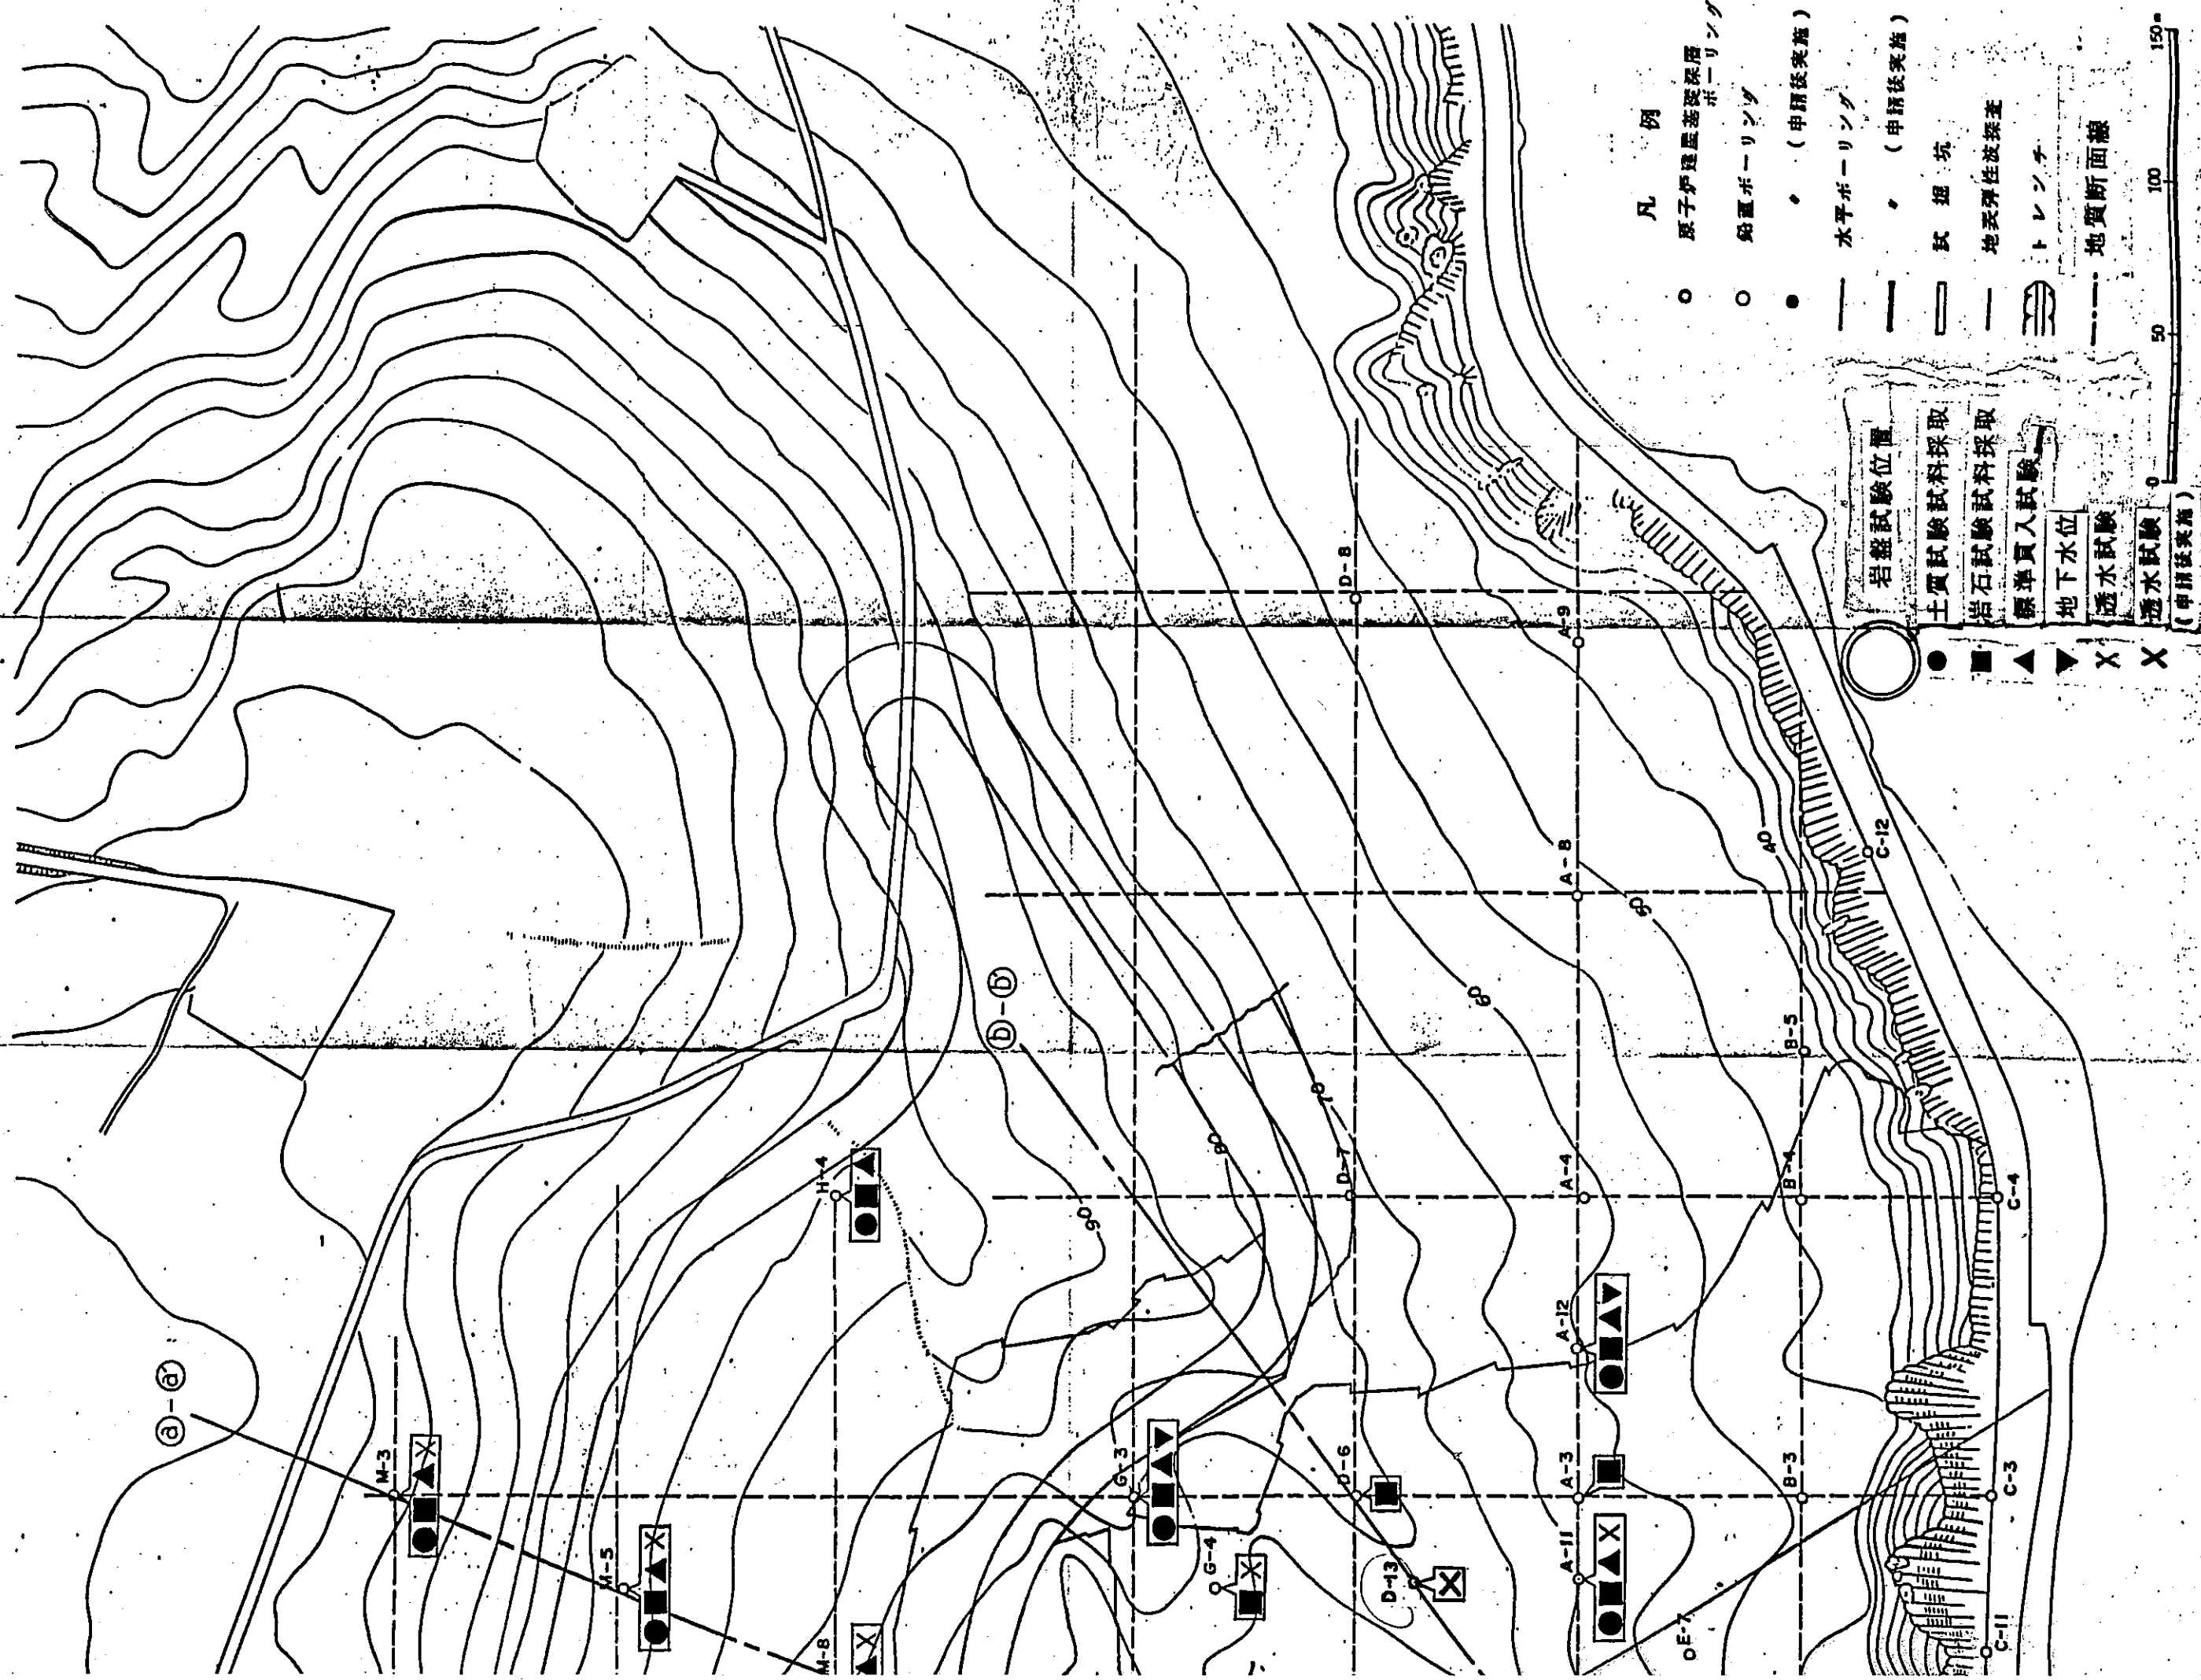 凡例
原子炉建屋基礎深層
ボーリング
鉛直ボーリング
〃 (申請後実施)
水平ボーリング
〃 (申請後実施)
試掘坑
地表弾性波探査
トレンチ
地質断面線
0 50 100 150m
岩盤試験位置
土質試験試料採取
岩石試験試料採取
標準貫入試験
地下水位
透水試験
透水試験
(申請後実施)
ⓐ-ⓐ'
ⓑ-ⓑ'
M-3
M-5
M-8
H-4
G-3
G-4
D-6
D-7
D-8
D-13
A-3
A-4
A-8
A-9
A-11
A-12
B-3
B-4
B-5
C-3
C-4
C-11
C-12
E-7
90
80
70
60
50
40